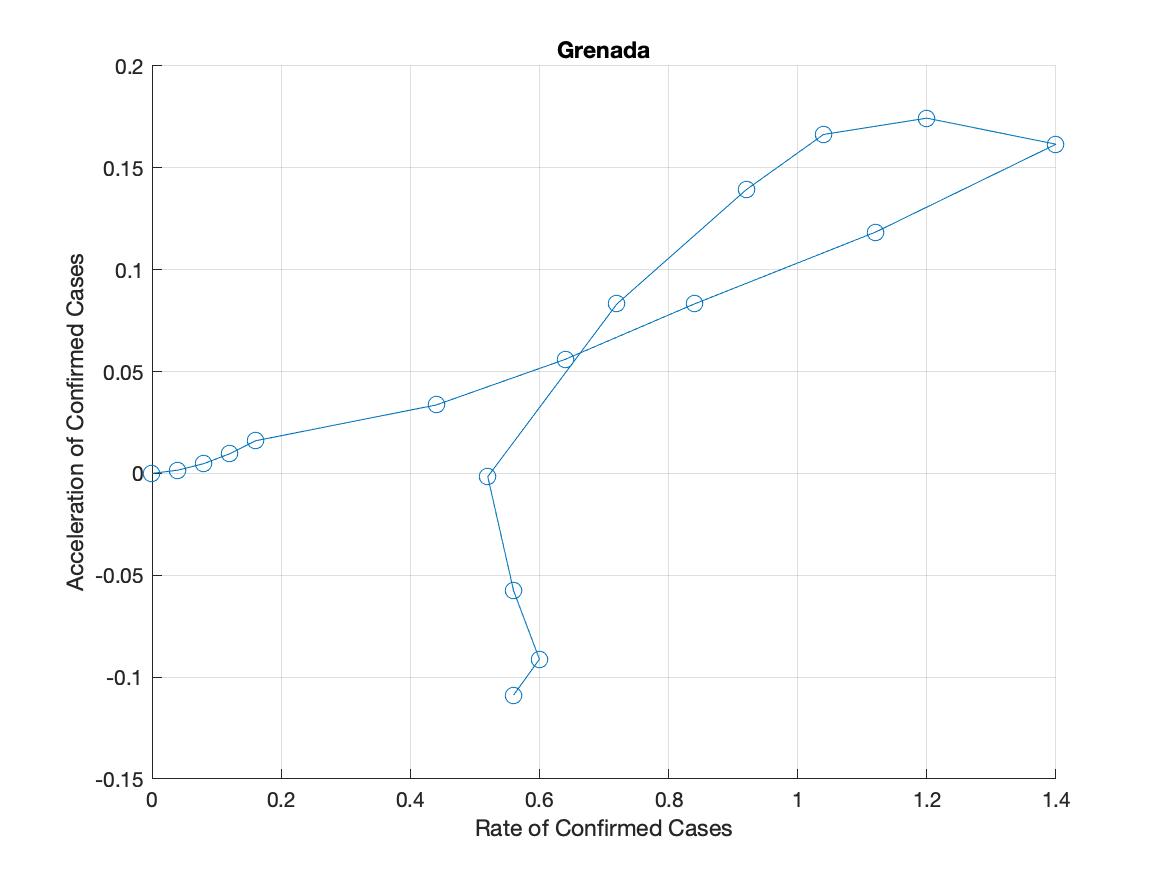 Grenada
0.2
0.15
0.1
0.05
0
-0.05
-0.1
-0.15
Acceleration of Confirmed Cases
0 0.2 0.4 0.6 0.8 1 1.2 1.4
Rate of Confirmed Cases